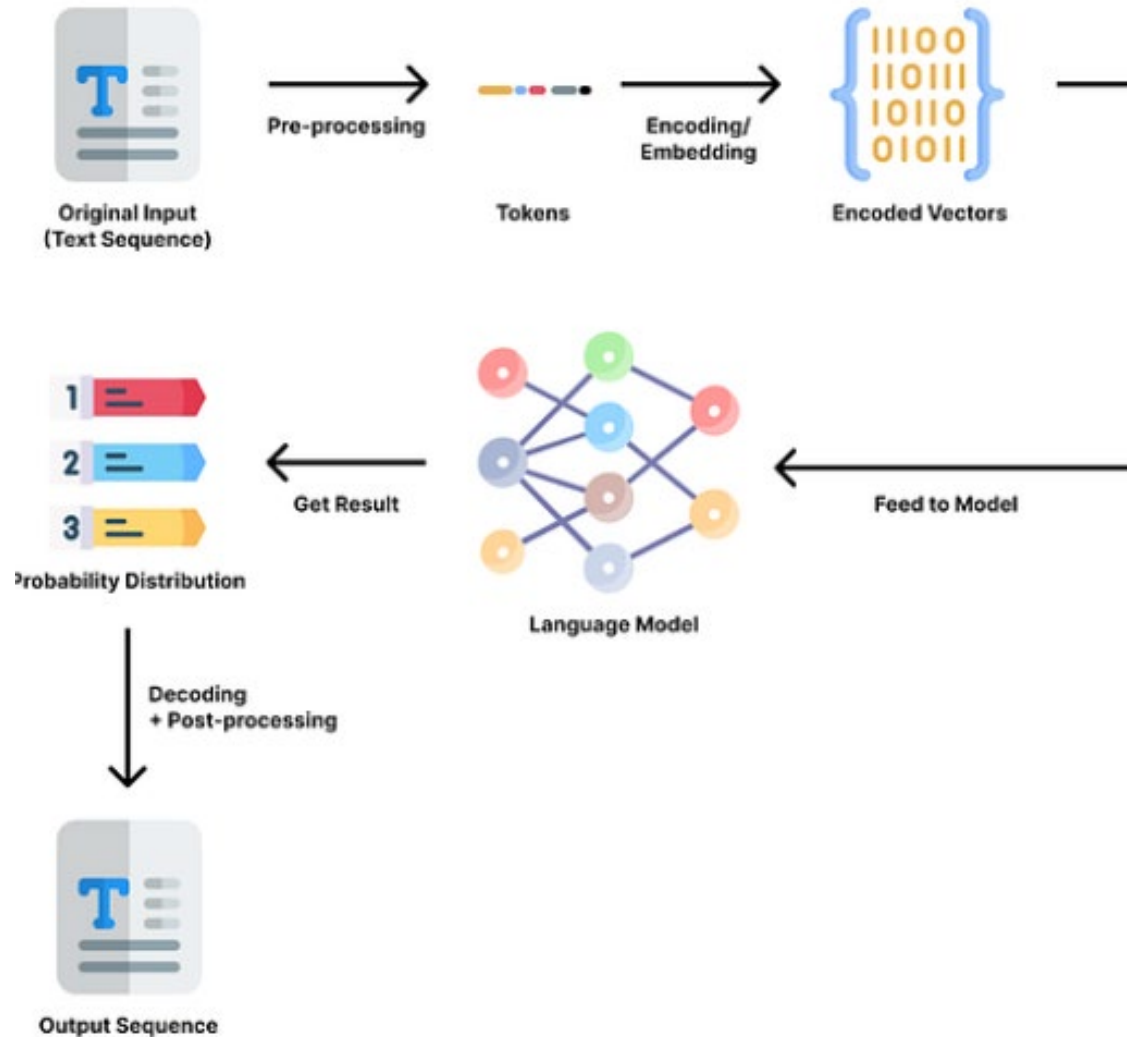 Pre-processing
Encoding/
Embedding
11100
110111
10110
01011
Original Input
(Text Sequence)
Tokens
Encoded Vectors
1
2
3
Get Result
Feed to Model
Probability Distribution
Language Model
Decoding
+ Post-processing
Output Sequence